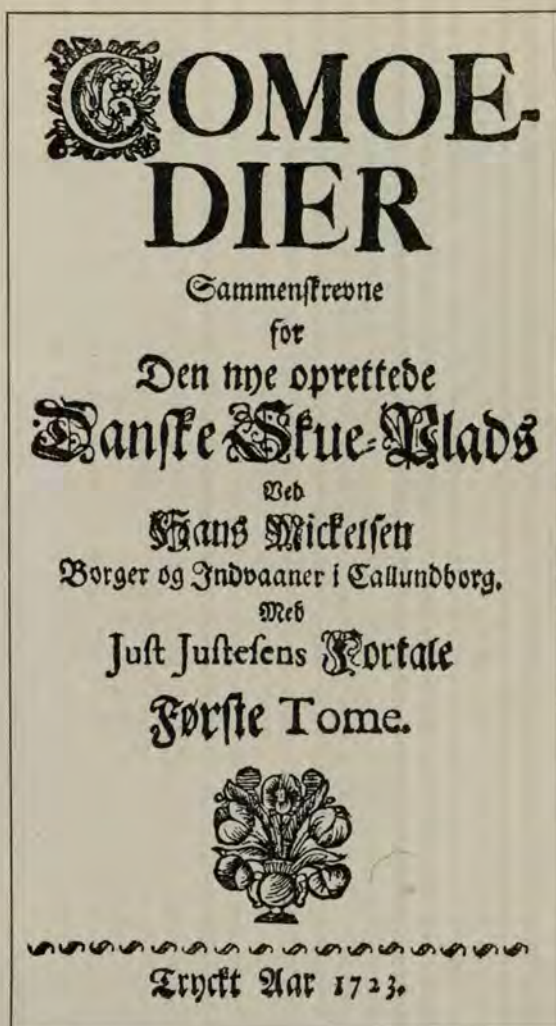 COMOE-
DIER
Sammenskrevne
for
Den nye oprettede
Danske Skue-Plads
Ved
Hans Mickelsen
Borger og Indvaaner i Callundborg.
Med
Just Justesens Fortale
Første Tome.
Tryckt Aar 1723.